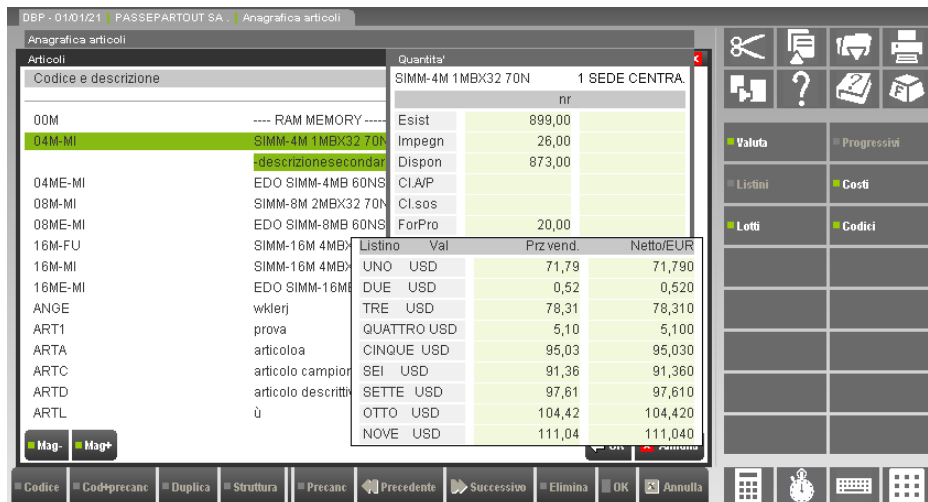 DBP - 01/01/21 PASSEPARTOUT SA . Anagrafica articoli
Anagrafica articoli
Articoli
Codice e descrizione
00M ---- RAM MEMORY -----
04M-MI SIMM-4M 1MBX32 70N
-descrizionesecondar
04ME-MI EDO SIMM-4MB 60NS
08M-MI SIMM-8M 2MBX32 70N
08ME-MI EDO SIMM-8MB 60NS
16M-FU SIMM-16M 4MBX
16M-MI SIMM-16M 4MBX
16ME-MI EDO SIMM-16ME
ANGE wklerj
ART1 prova
ARTA articoloa
ARTC articolo campior
ARTD articolo descrittiv
ARTL ù
Quantita'
SIMM-4M 1MBX32 70N 1 SEDE CENTRA.
nr
Esist 899,00
Impegn 26,00
Dispon 873,00
Cl.A/P
Cl.sos
ForPro 20,00
Listino Val Prz vend. Netto/EUR
UNO USD 71,79 71,790
DUE USD 0,52 0,520
TRE USD 78,31 78,310
QUATTRO USD 5,10 5,100
CINQUE USD 95,03 95,030
SEI USD 91,36 91,360
SETTE USD 97,61 97,610
OTTO USD 104,42 104,420
NOVE USD 111,04 111,040
Mag- Mag+ OK Annulla
Valuta Progressivi
Listini Costi
Lotti Codici
Codice Cod+precanc Duplica Struttura Precanc Precedente Successivo Elimina OK Annulla